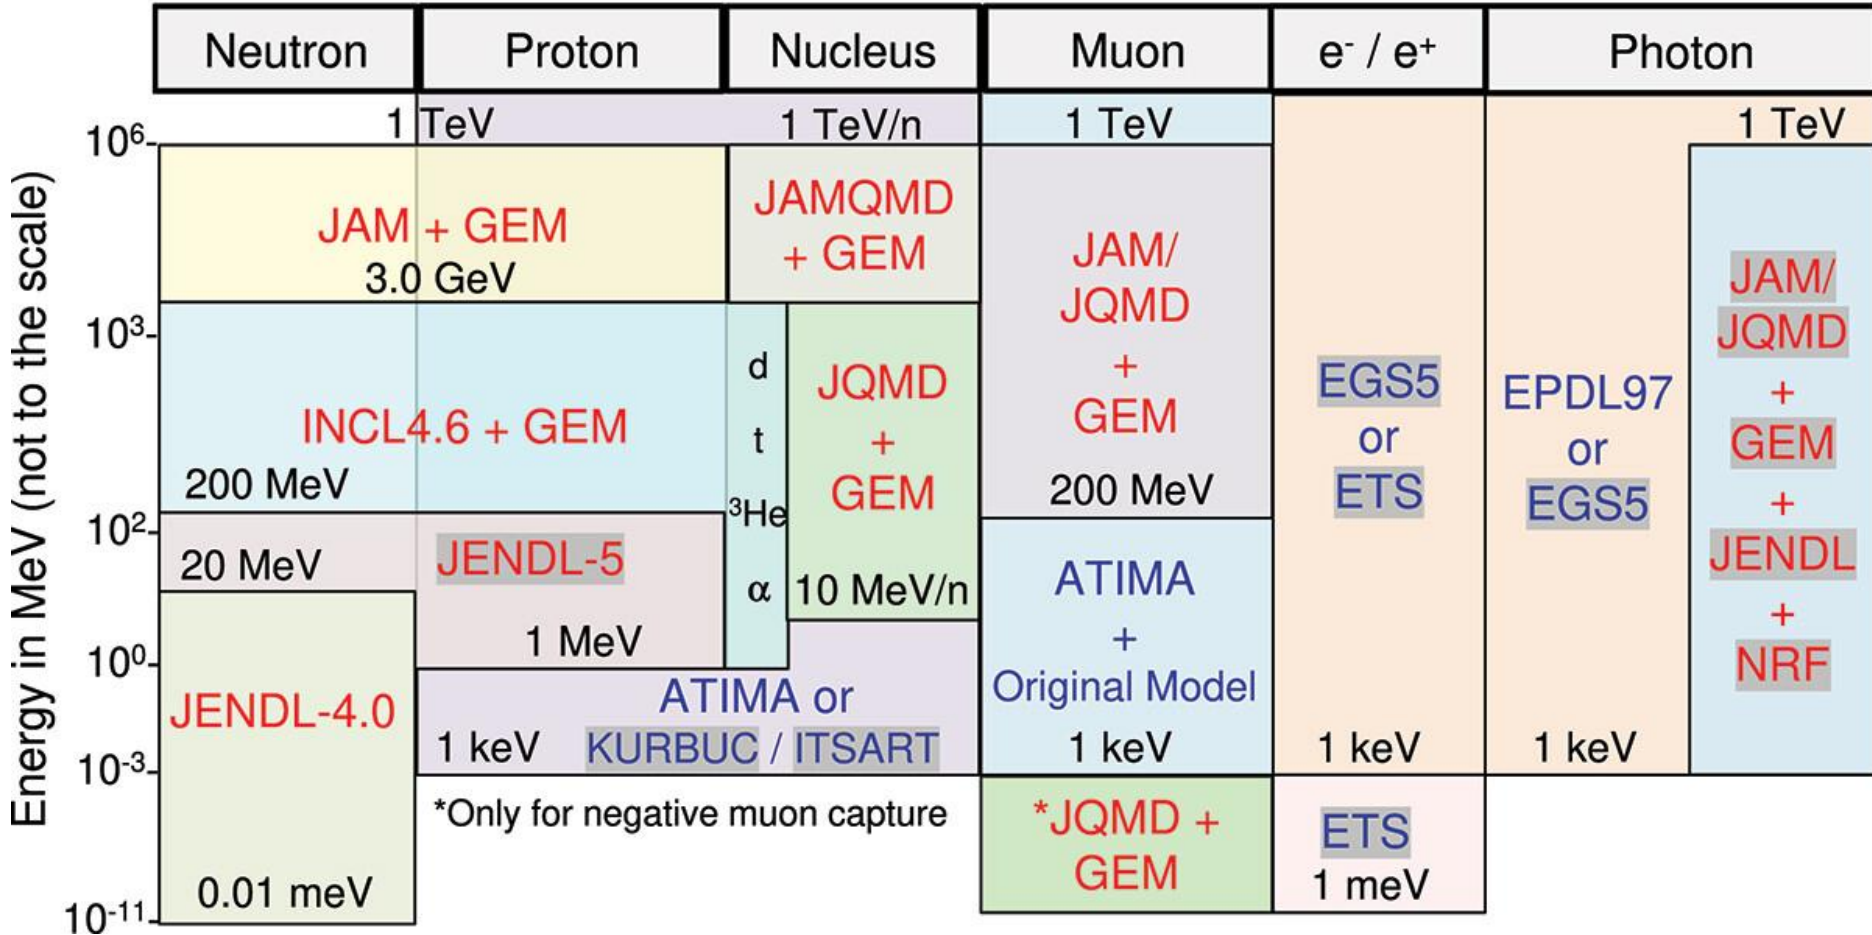 Neutron
Proton
Nucleus
Muon
e⁻ / e⁺
Photon
Energy in MeV (not to the scale)
10⁶
10³
10²
10⁰
10⁻³
10⁻¹¹
1 TeV
1 TeV/n
1 TeV
1 TeV
JAM + GEM
3.0 GeV
INCL4.6 + GEM
200 MeV
20 MeV
JENDL-5
1 MeV
JENDL-4.0
0.01 meV
JAMQMD
+ GEM
d
t
³He
α
JQMD
+
GEM
10 MeV/n
ATIMA or
1 keV
KURBUC / ITSART
*Only for negative muon capture
JAM/
JQMD
+
GEM
200 MeV
ATIMA
+
Original Model
1 keV
*JQMD +
GEM
EGS5
or
ETS
1 keV
ETS
1 meV
EPDL97
or
EGS5
1 keV
JAM/
JQMD
+
GEM
+
JENDL
+
NRF